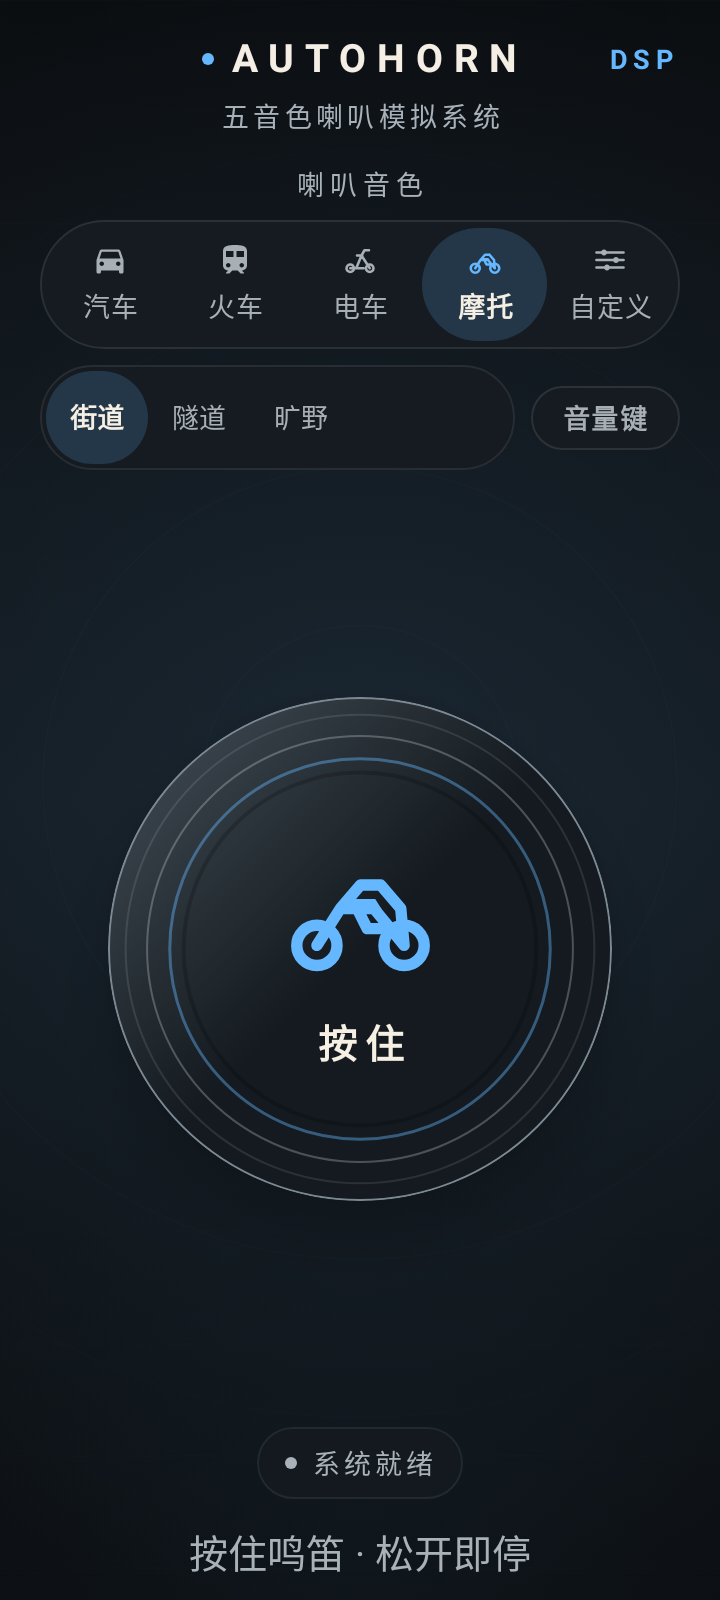 AUTOHORN DSP
五音色喇叭模拟系统
喇叭音色
汽车 火车 电车 摩托 自定义
街道 隧道 旷野 音量键
按住
系统就绪
按住鸣笛 · 松开即停